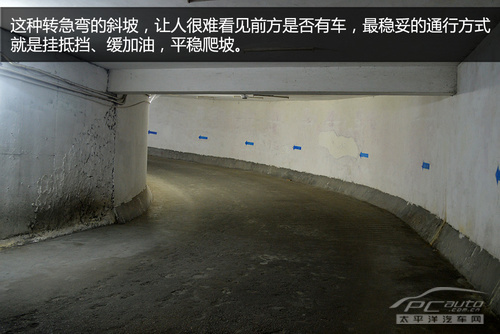 这种转急弯的斜坡，让人很难看见前方是否有车，最稳妥的通行方式
就是挂抵挡、缓加油，平稳爬坡。
PCauto
.com.cn
太平洋汽车网